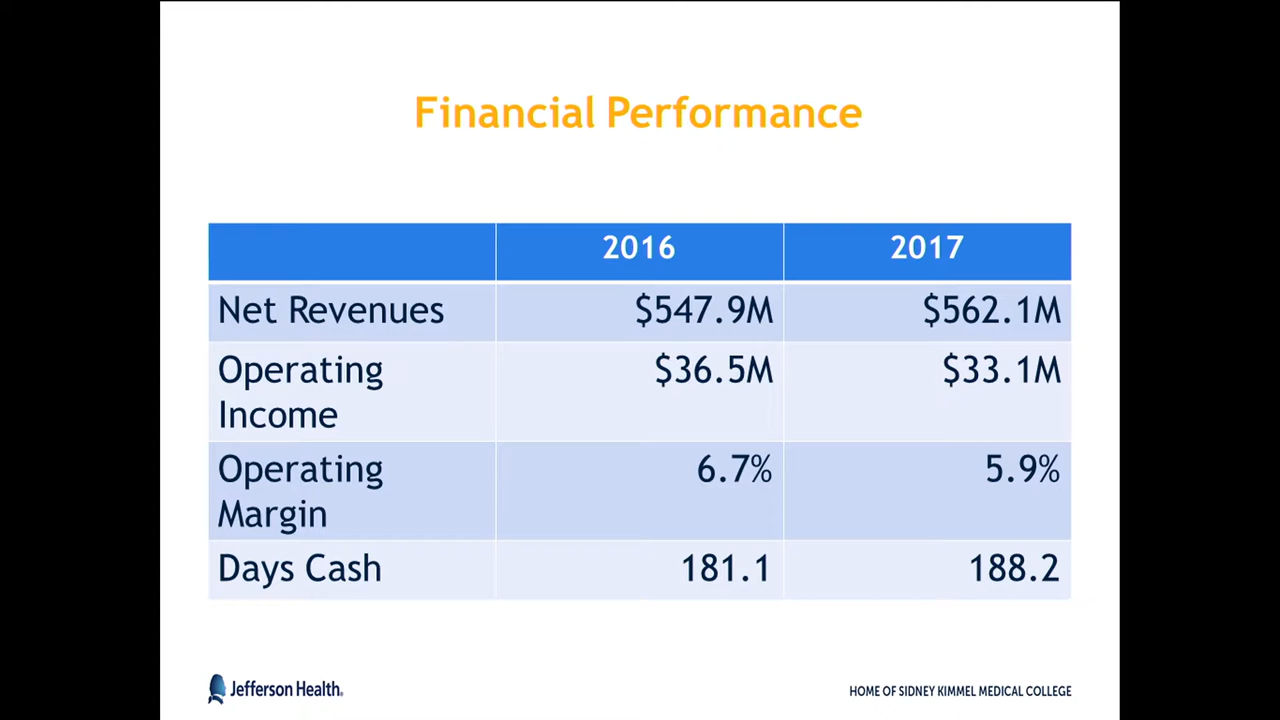 Financial Performance
2016 2017
Net Revenues $547.9M $562.1M
Operating $36.5M $33.1M
Income
Operating 6.7% 5.9%
Margin
Days Cash 181.1 188.2
Jefferson Health® HOME OF SIDNEY KIMMEL MEDICAL COLLEGE